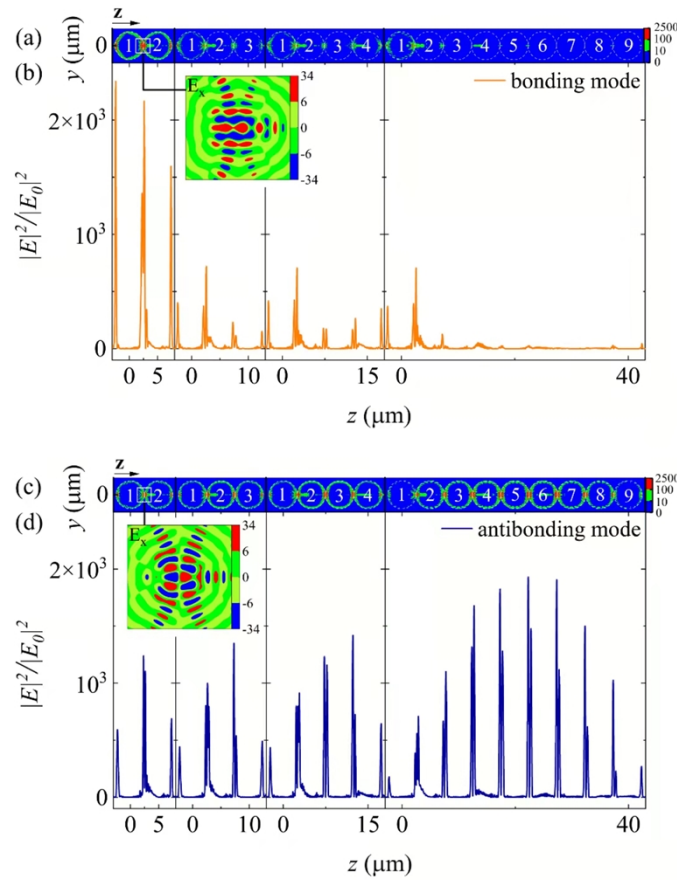 z
(a)
y (μm)
0
1 2 1 2 3 1 2 3 4 1 2 3 4 5 6 7 8 9
2500
100
10
0
(b)
Ex
34
6
0
-6
-34
bonding mode
|E|²/|E₀|²
2×10³
10³
0
0 5 0 10 0 15 0 40
z (μm)
z
(c)
y (μm)
0
1 2 1 2 3 1 2 3 4 1 2 3 4 5 6 7 8 9
2500
100
10
0
(d)
Ex
34
6
0
-6
-34
antibonding mode
|E|²/|E₀|²
2×10³
10³
0
0 5 0 10 0 15 0 40
z (μm)